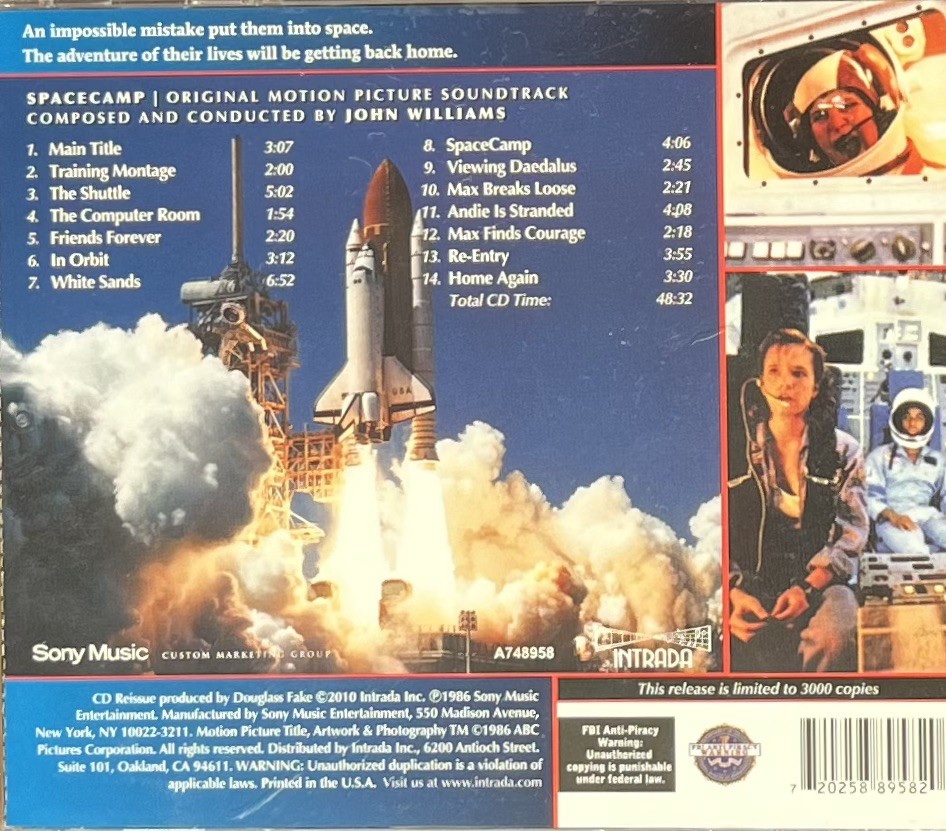 An impossible mistake put them into space.
The adventure of their lives will be getting back home.
SPACECAMP | ORIGINAL MOTION PICTURE SOUNDTRACK
COMPOSED AND CONDUCTED BY JOHN WILLIAMS
1. Main Title 3:07
2. Training Montage 2:00
3. The Shuttle 5:02
4. The Computer Room 1:54
5. Friends Forever 2:20
6. In Orbit 3:12
7. White Sands 6:52
8. SpaceCamp 4:06
9. Viewing Daedalus 2:45
10. Max Breaks Loose 2:21
11. Andie Is Stranded 4:08
12. Max Finds Courage 2:18
13. Re-Entry 3:55
14. Home Again 3:30
Total CD Time: 48:32
USA
Sony Music CUSTOM MARKETING GROUP
A748958
INTRADA
CD Reissue produced by Douglass Fake ©2010 Intrada Inc. ℗1986 Sony Music
Entertainment. Manufactured by Sony Music Entertainment, 550 Madison Avenue,
New York, NY 10022-3211. Motion Picture Title, Artwork & Photography TM ©1986 ABC
Pictures Corporation. All rights reserved. Distributed by Intrada Inc., 6200 Antioch Street.
Suite 101, Oakland, CA 94611. WARNING: Unauthorized duplication is a violation of
applicable laws. Printed in the U.S.A. Visit us at www.intrada.com
This release is limited to 3000 copies
FBI Anti-Piracy
Warning:
Unauthorized
copying is punishable
under federal law.
7 20258 89582